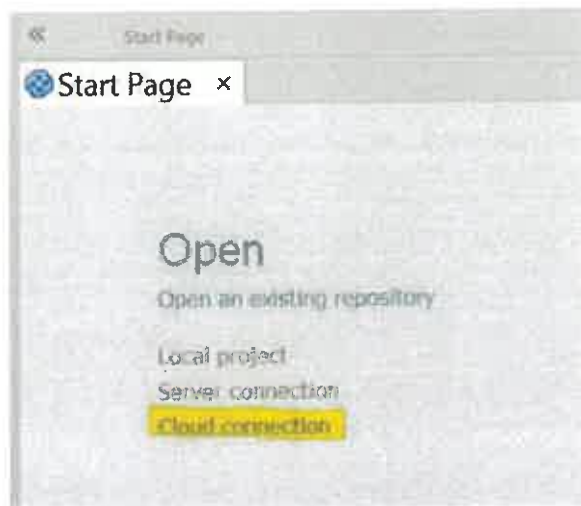 « Start Page
Start Page ×
Open
Open an existing repository
Local project
Server connection
Cloud connection